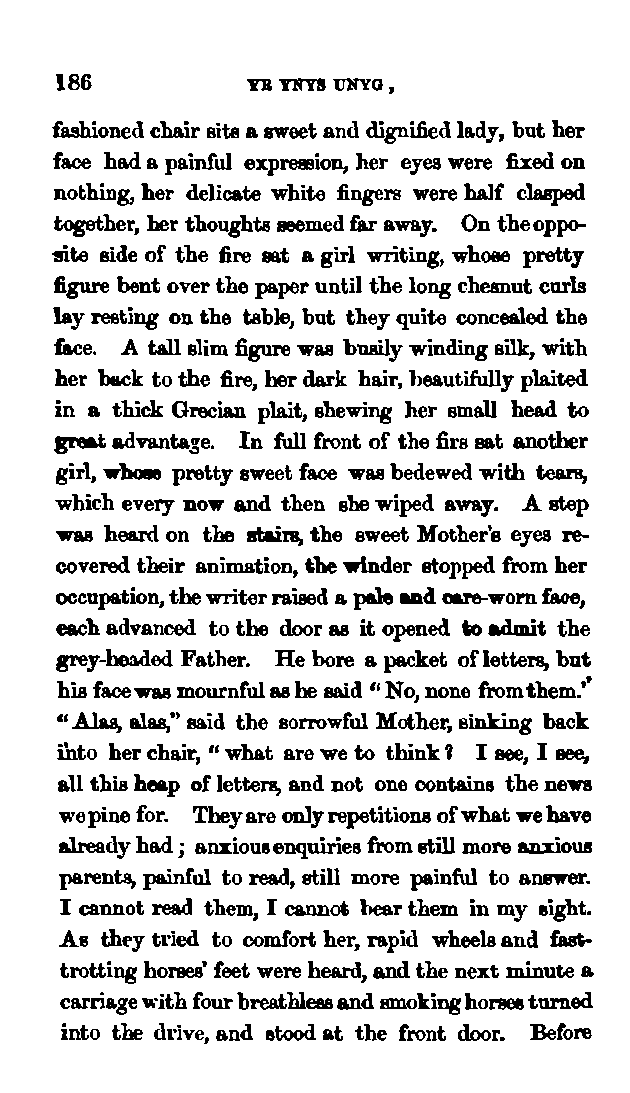 186 YR YNYS UNYG ,
fashioned chair sits a sweet and dignified lady, but her
face had a painful expression, her eyes were fixed on
nothing, her delicate white fingers were half clasped
together, her thoughts seemed far away. On the oppo-
site side of the fire sat a girl writing, whose pretty
figure bent over the paper until the long chesnut curls
lay resting on the table, but they quite concealed the
face. A tall slim figure was busily winding silk, with
her back to the fire, her dark hair, beautifully plaited
in a thick Grecian plait, shewing her small head to
great advantage. In full front of the firs sat another
girl, whose pretty sweet face was bedewed with tears,
which every now and then she wiped away. A step
was heard on the stairs, the sweet Mother's eyes re-
covered their animation, the winder stopped from her
occupation, the writer raised a pale and care-worn face,
each advanced to the door as it opened to admit the
grey-headed Father. He bore a packet of letters, but
his face was mournful as he said "No, none from them."
"Alas, alas," said the sorrowful Mother, sinking back
into her chair, "what are we to think? I see, I see,
all this heap of letters, and not one contains the news
we pine for. They are only repetitions of what we have
already had; anxious enquiries from still more anxious
parents, painful to read, still more painful to answer.
I cannot read them, I cannot bear them in my sight.
As they tried to comfort her, rapid wheels and fast-
trotting horses' feet were heard, and the next minute a
carriage with four breathless and smoking horses turned
into the drive, and stood at the front door. Before